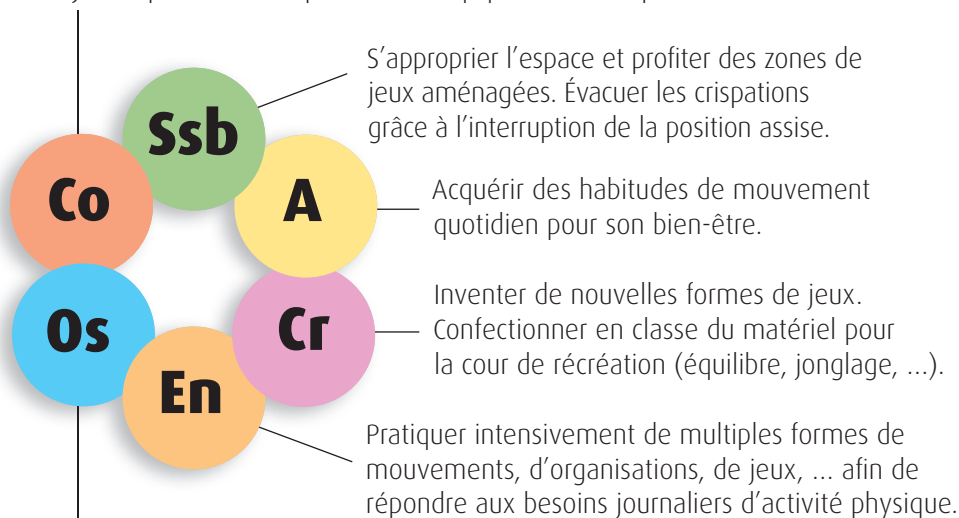 Ssb
S'approprier l'espace et profiter des zones de
jeux aménagées. Évacuer les crispations
grâce à l'interruption de la position assise.
Co
A
Acquérir des habitudes de mouvement
quotidien pour son bien-être.
Os
Cr
Inventer de nouvelles formes de jeux.
Confectionner en classe du matériel pour
la cour de récréation (équilibre, jonglage, ...).
En
Pratiquer intensivement de multiples formes de
mouvements, d'organisations, de jeux, ... afin de
répondre aux besoins journaliers d'activité physique.